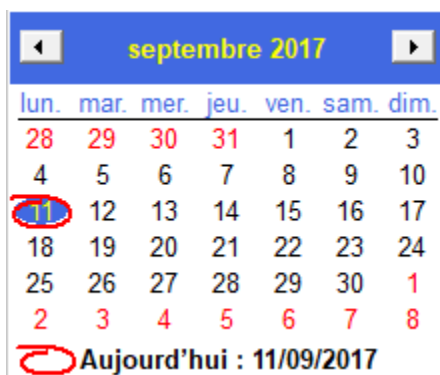 septembre 2017
lun. mar. mer. jeu. ven. sam. dim.
28 29 30 31 1 2 3
4 5 6 7 8 9 10
11 12 13 14 15 16 17
18 19 20 21 22 23 24
25 26 27 28 29 30 1
2 3 4 5 6 7 8
Aujourd'hui : 11/09/2017